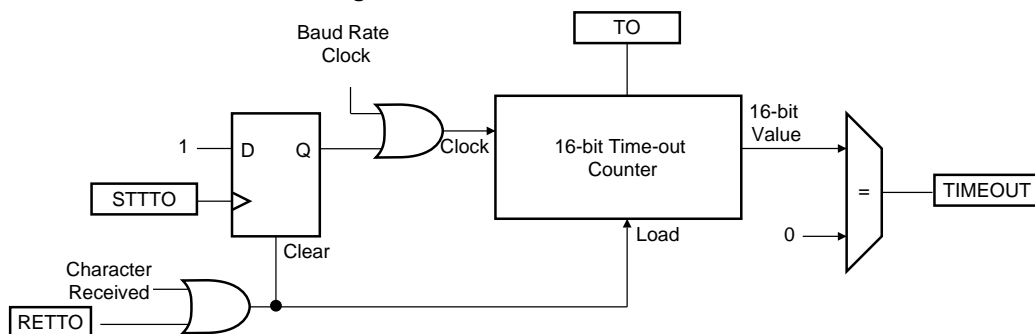 TO
Baud Rate
Clock
16-bit
Value
1
D
Q
Clock
16-bit Time-out
Counter
STTTO
=
TIMEOUT
Clear
Load
0
Character
Received
RETTO